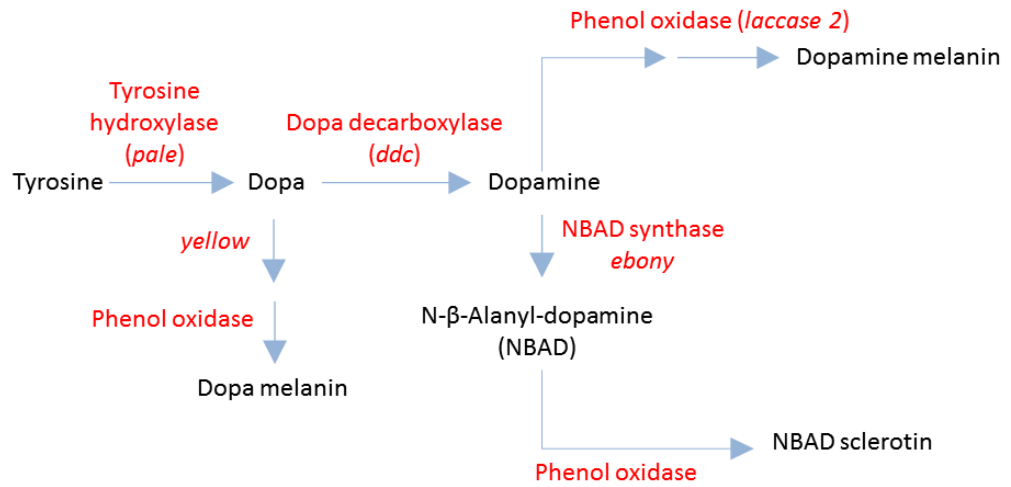 Phenol oxidase (laccase 2)
Dopamine melanin
Tyrosine
hydroxylase
(pale)
Dopa decarboxylase
(ddc)
Tyrosine
Dopa
Dopamine
yellow
NBAD synthase
ebony
Phenol oxidase
N-β-Alanyl-dopamine
(NBAD)
Dopa melanin
NBAD sclerotin
Phenol oxidase